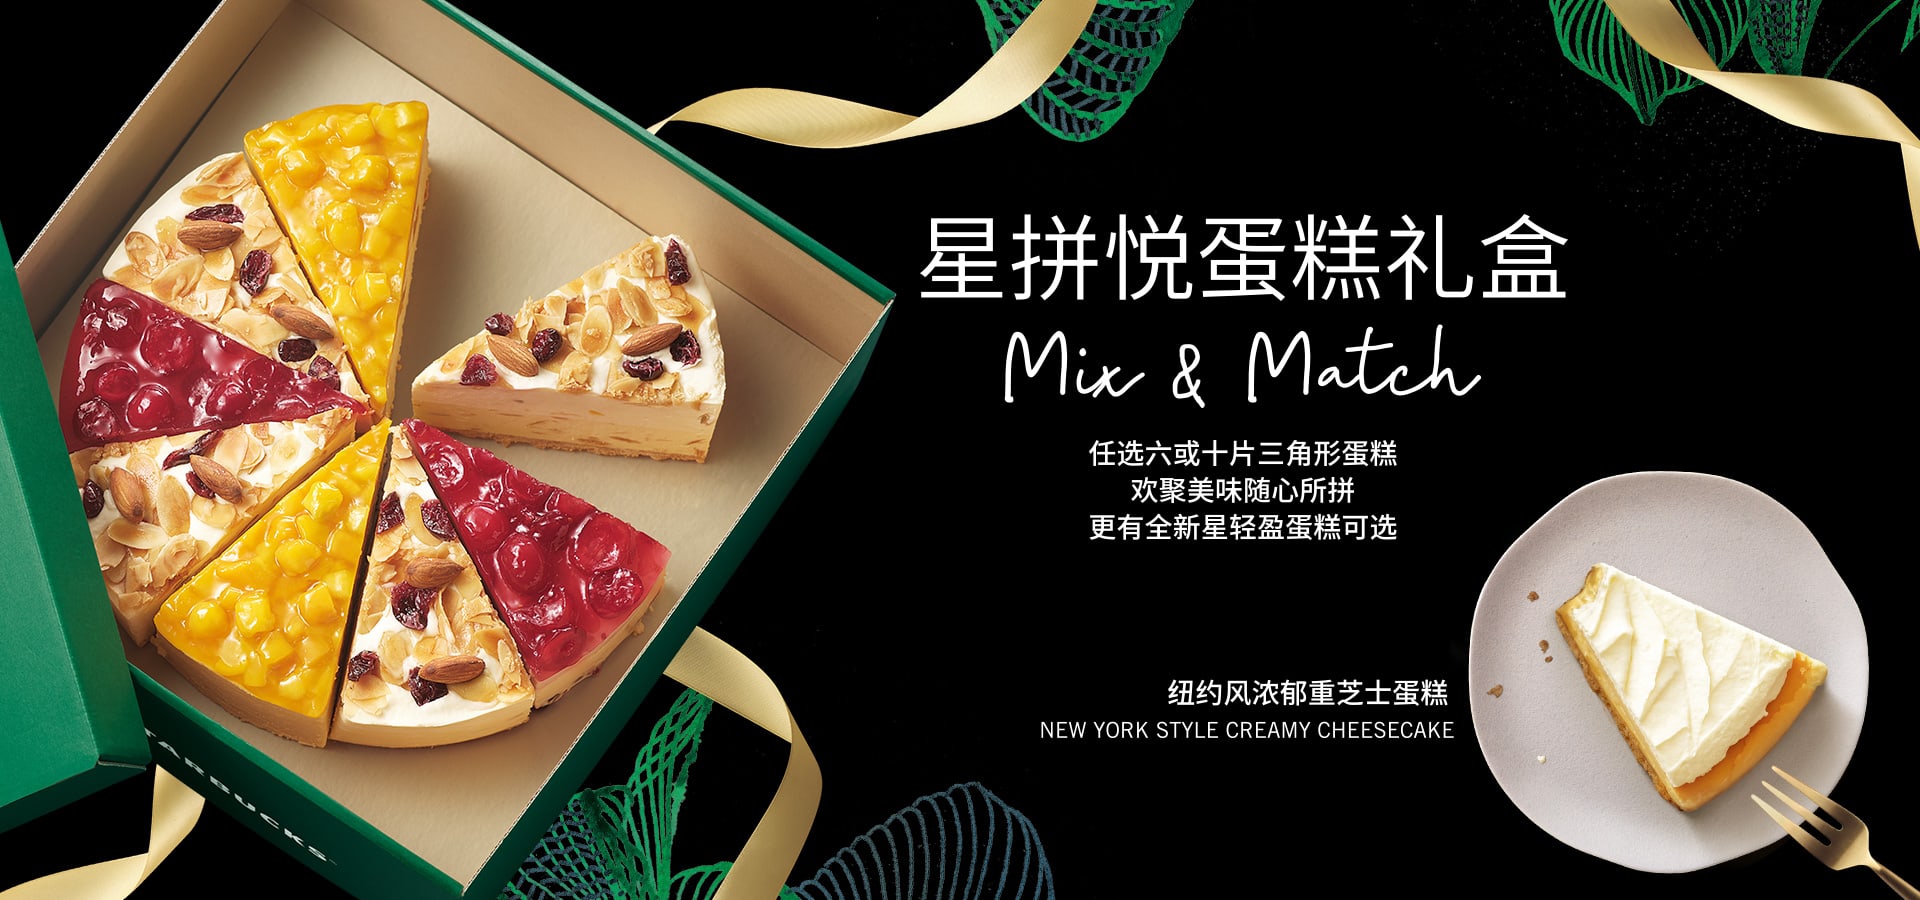 星拼悦蛋糕礼盒
Mix & Match
任选六或十片三角形蛋糕
欢聚美味随心所拼
更有全新星轻盈蛋糕可选
纽约风浓郁重芝士蛋糕
NEW YORK STYLE CREAMY CHEESECAKE
STARBUCKS